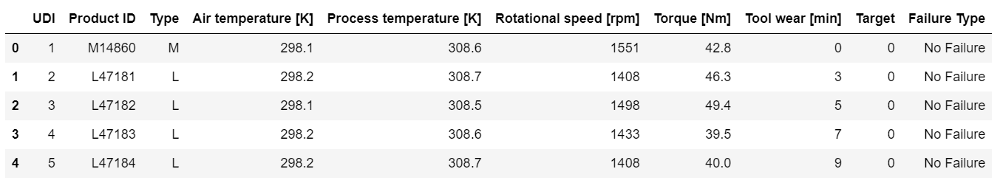 UDI Product ID Type Air temperature [K] Process temperature [K] Rotational speed [rpm] Torque [Nm] Tool wear [min] Target Failure Type
0 1 M14860 M 298.1 308.6 1551 42.8 0 0 No Failure
1 2 L47181 L 298.2 308.7 1408 46.3 3 0 No Failure
2 3 L47182 L 298.1 308.5 1498 49.4 5 0 No Failure
3 4 L47183 L 298.2 308.6 1433 39.5 7 0 No Failure
4 5 L47184 L 298.2 308.7 1408 40.0 9 0 No Failure